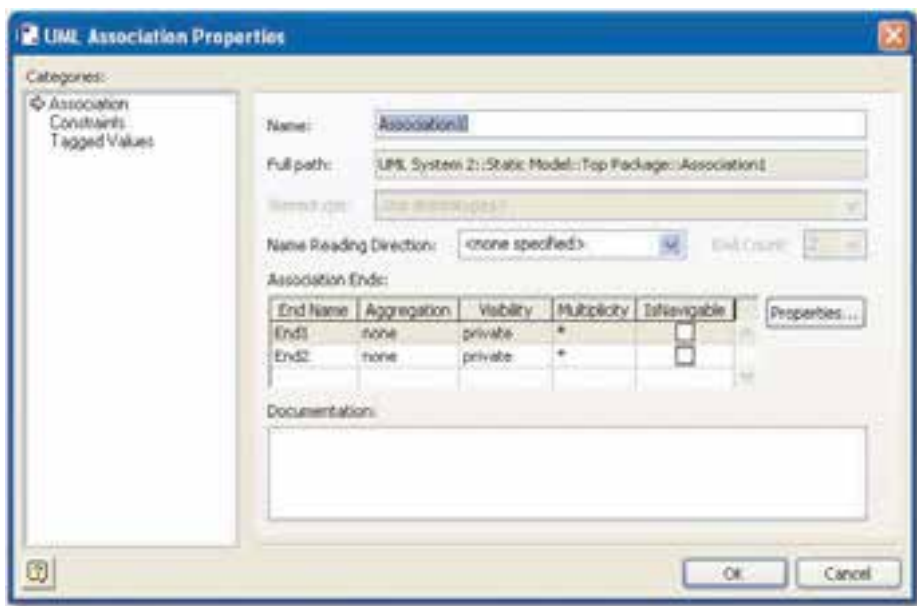 UML Association Properties
Categories:
Association
Constraints
Tagged Values
Name: Association1
Full path: UML System 2::Static Model::Top Package::Association1
Name Reading Direction: <none specified> End Count: 2
Association Ends:
End Name Aggregation Visibility Multiplicity IsNavigable
End1 none private *
End2 none private *
Properties...
Documentation:
OK Cancel